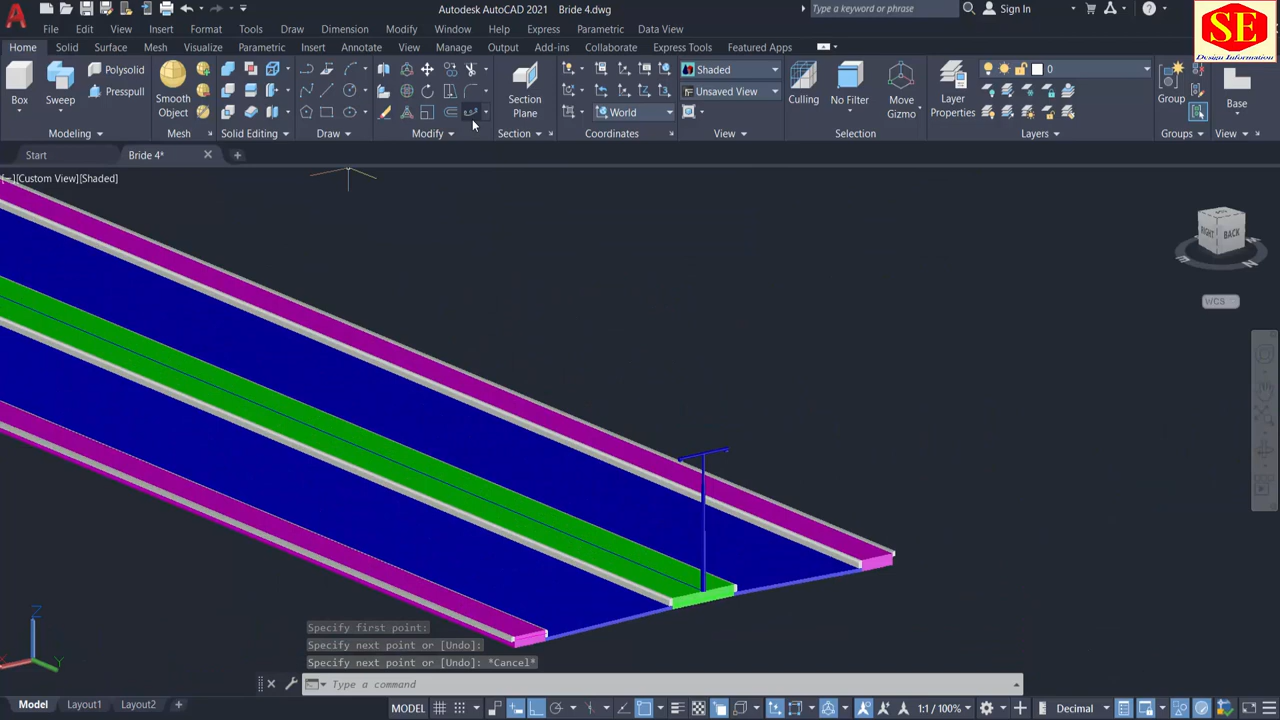 Autodesk AutoCAD 2021 Bride 4.dwg
Type a keyword or phrase
Sign In
File Edit View Insert Format Tools Draw Dimension Modify Window Help Express Parametric Data View
Home Solid Surface Mesh Visualize Parametric Insert Annotate View Manage Output Add-ins Collaborate Express Tools Featured Apps
SE
Design Information
Box
Sweep
Polysolid
Presspull
Smooth
Object
Section
Plane
Shaded
Unsaved View
World
Culling
No Filter
Move
Gizmo
Layer
Properties
0
Group
Base
Modeling Mesh Solid Editing Draw Modify Section Coordinates View Selection Layers Groups View
Start
Bride 4*
[−][Custom View][Shaded]
RIGHT
BACK
WCS
Z
Y
Specify first point:
Specify next point or [Undo]:
Specify next point or [Undo]: *Cancel*
Type a command
Model Layout1 Layout2
MODEL
1:1 / 100%
Decimal